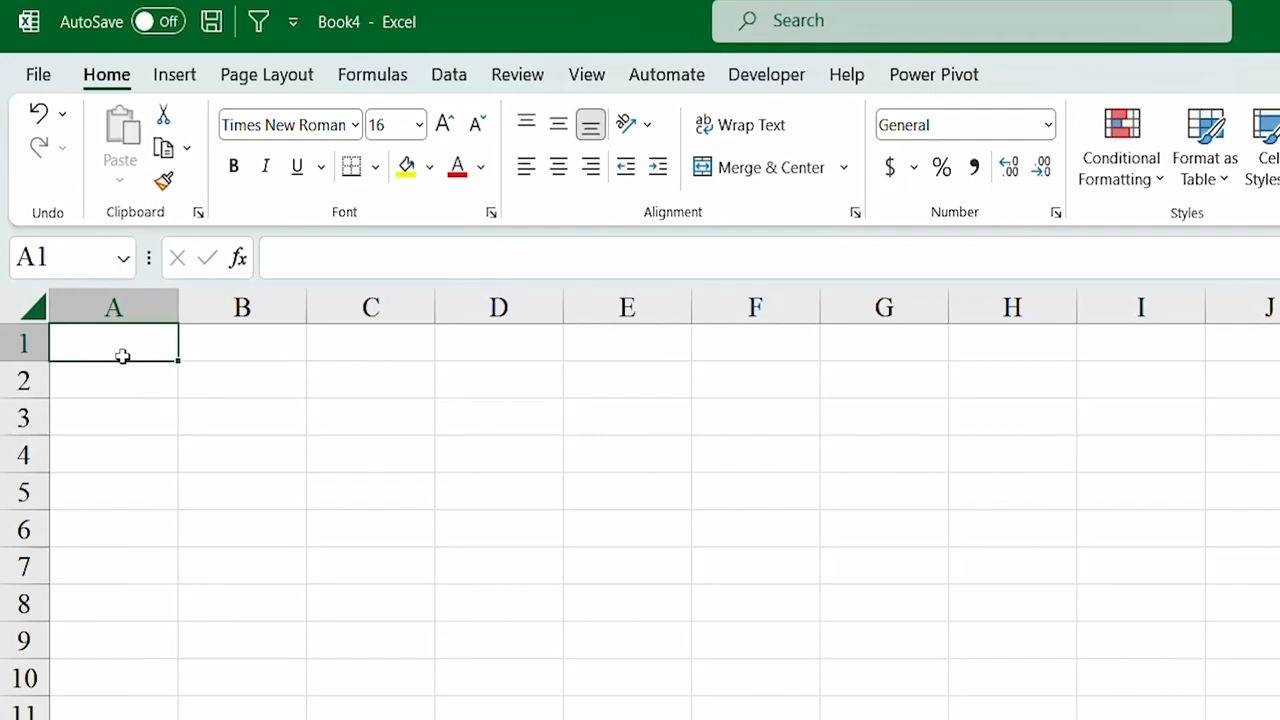 AutoSave Off Book4 - Excel Search
File Home Insert Page Layout Formulas Data Review View Automate Developer Help Power Pivot
Times New Roman 16 Wrap Text General
Paste B I U A Merge & Center $ % Conditional Formatting Format as Table
Undo Clipboard Font Alignment Number Styles
A1 fx
A B C D E F G H I J
1
2
3
4
5
6
7
8
9
10
11